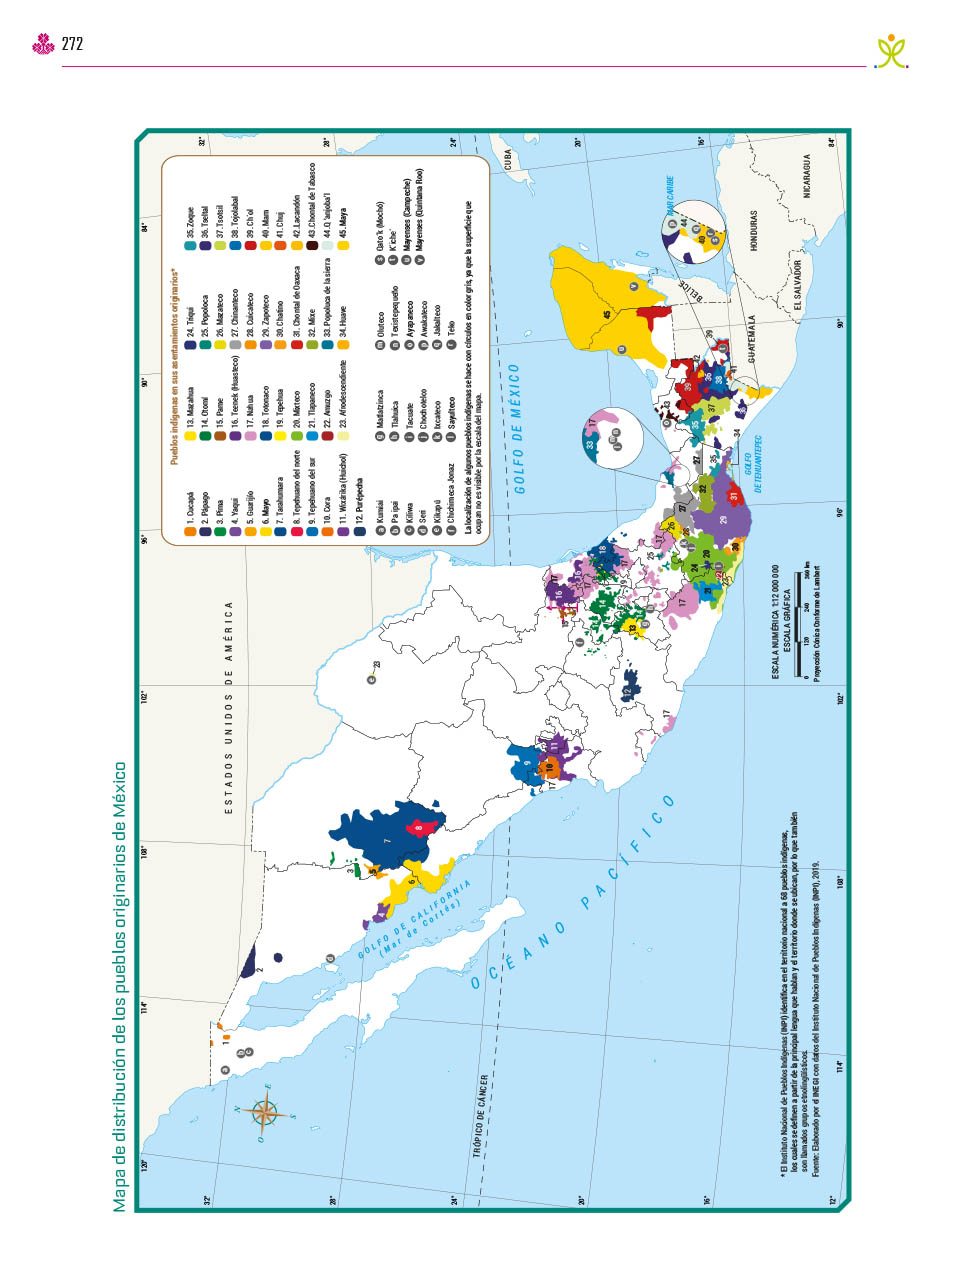 272
Mapa de distribución de los pueblos originarios de México
Pueblos indígenas en sus asentamientos originarios*
1. Cucapá
2. Pápago
3. Pima
4. Yaqui
5. Guarijío
6. Mayo
7. Tarahumara
8. Tepehuano del norte
9. Tepehuano del sur
10. Cora
11. Wixárika (Huichol)
12. Purépecha
13. Mazahua
14. Otomí
15. Pame
16. Teenek (Huasteco)
17. Nahua
18. Totonaco
19. Tepehua
20. Mixteco
21. Tlapaneco
22. Amuzgo
23. Afrodescendiente
24. Triqui
25. Popoloca
26. Mazateco
27. Chinanteco
28. Cuicateco
29. Zapoteco
30. Chatino
31. Chontal de Oaxaca
32. Mixe
33. Popoluca de la sierra
34. Huave
35. Zoque
36. Tseltal
37. Tsotsil
38. Tojolabal
39. Ch´ol
40. Mam
41. Chuj
42. Lacandón
43. Chontal de Tabasco
44. Q´anjoba´l
45. Maya
a Kumiai
b Pa ipai
c Kiliwa
d Seri
e Kikapú
f Chichimeca Jonaz
g Matlatzinca
h Tlahuica
i Tacuate
j Chocholteco
k Ixcateco
l Sayulteco
m Oluteco
n Texistepequeño
o Ayapaneco
p Awakateco
q Jakalteco
r Teko
s Qato´k (Mochó)
t K´iche´
u Mayenses (Campeche)
v Mayenses (Quintana Roo)
La localización de algunos pueblos indígenas se hace con círculos en color gris, ya que la superficie que
ocupan no es visible por la escala del mapa.
ESTADOS UNIDOS DE AMÉRICA
GOLFO DE MÉXICO
CUBA
MAR CARIBE
BELICE
GUATEMALA
HONDURAS
EL SALVADOR
NICARAGUA
GOLFO
DE TEHUANTEPEC
GOLFO DE CALIFORNIA
(Mar de Cortés)
OCÉANO PACÍFICO
TRÓPICO DE CÁNCER
N
E
S
O
120°
114°
108°
102°
96°
90°
84°
32°
28°
24°
32°
28°
24°
20°
16°
12°
20°
16°
84°
90°
96°
102°
108°
114°
ESCALA NUMÉRICA 1:12 000 000
ESCALA GRÁFICA
0 120 240 360 km
Proyección Cónica Conforme de Lambert
* El Instituto Nacional de Pueblos Indígenas (INPI) identifica en el territorio nacional a 68 pueblos indígenas,
los cuales se definen a partir de la principal lengua que hablan y el territorio donde se ubican, por lo que también
son llamados grupos etnolingüísticos.
Fuente: Elaborado por el INEGI con datos del Instituto Nacional de Pueblos Indígenas (INPI), 2019.